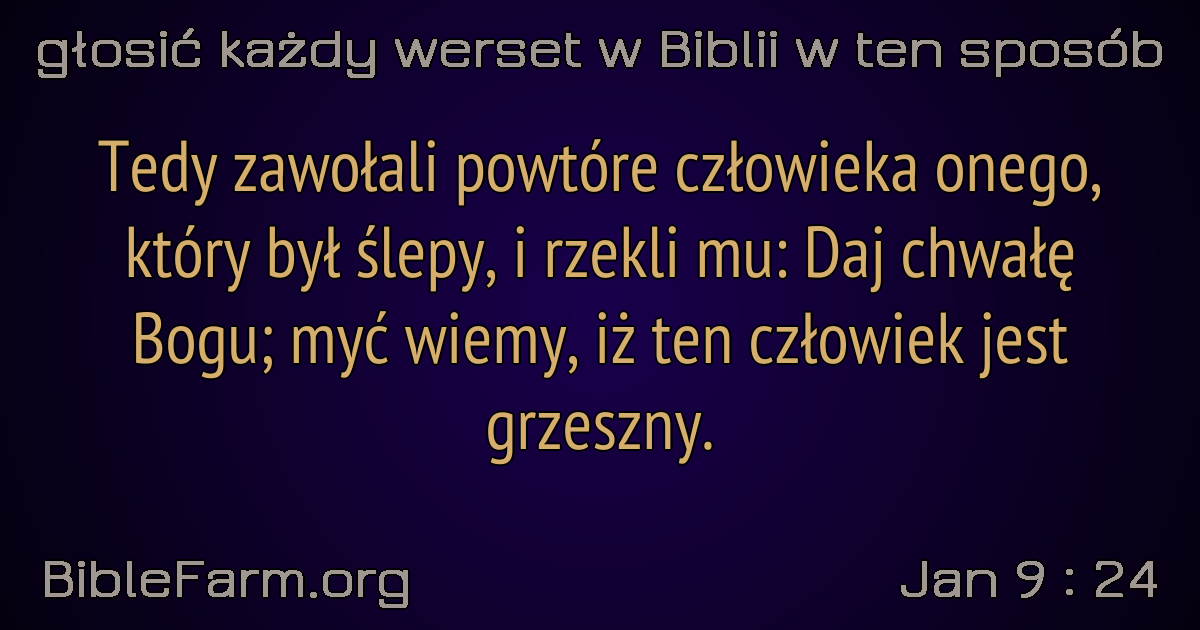 głosić każdy werset w Biblii w ten sposób
Tedy zawołali powtóre człowieka onego,
który był ślepy, i rzekli mu: Daj chwałę
Bogu; myć wiemy, iż ten człowiek jest
grzeszny.
BibleFarm.org
Jan 9 : 24